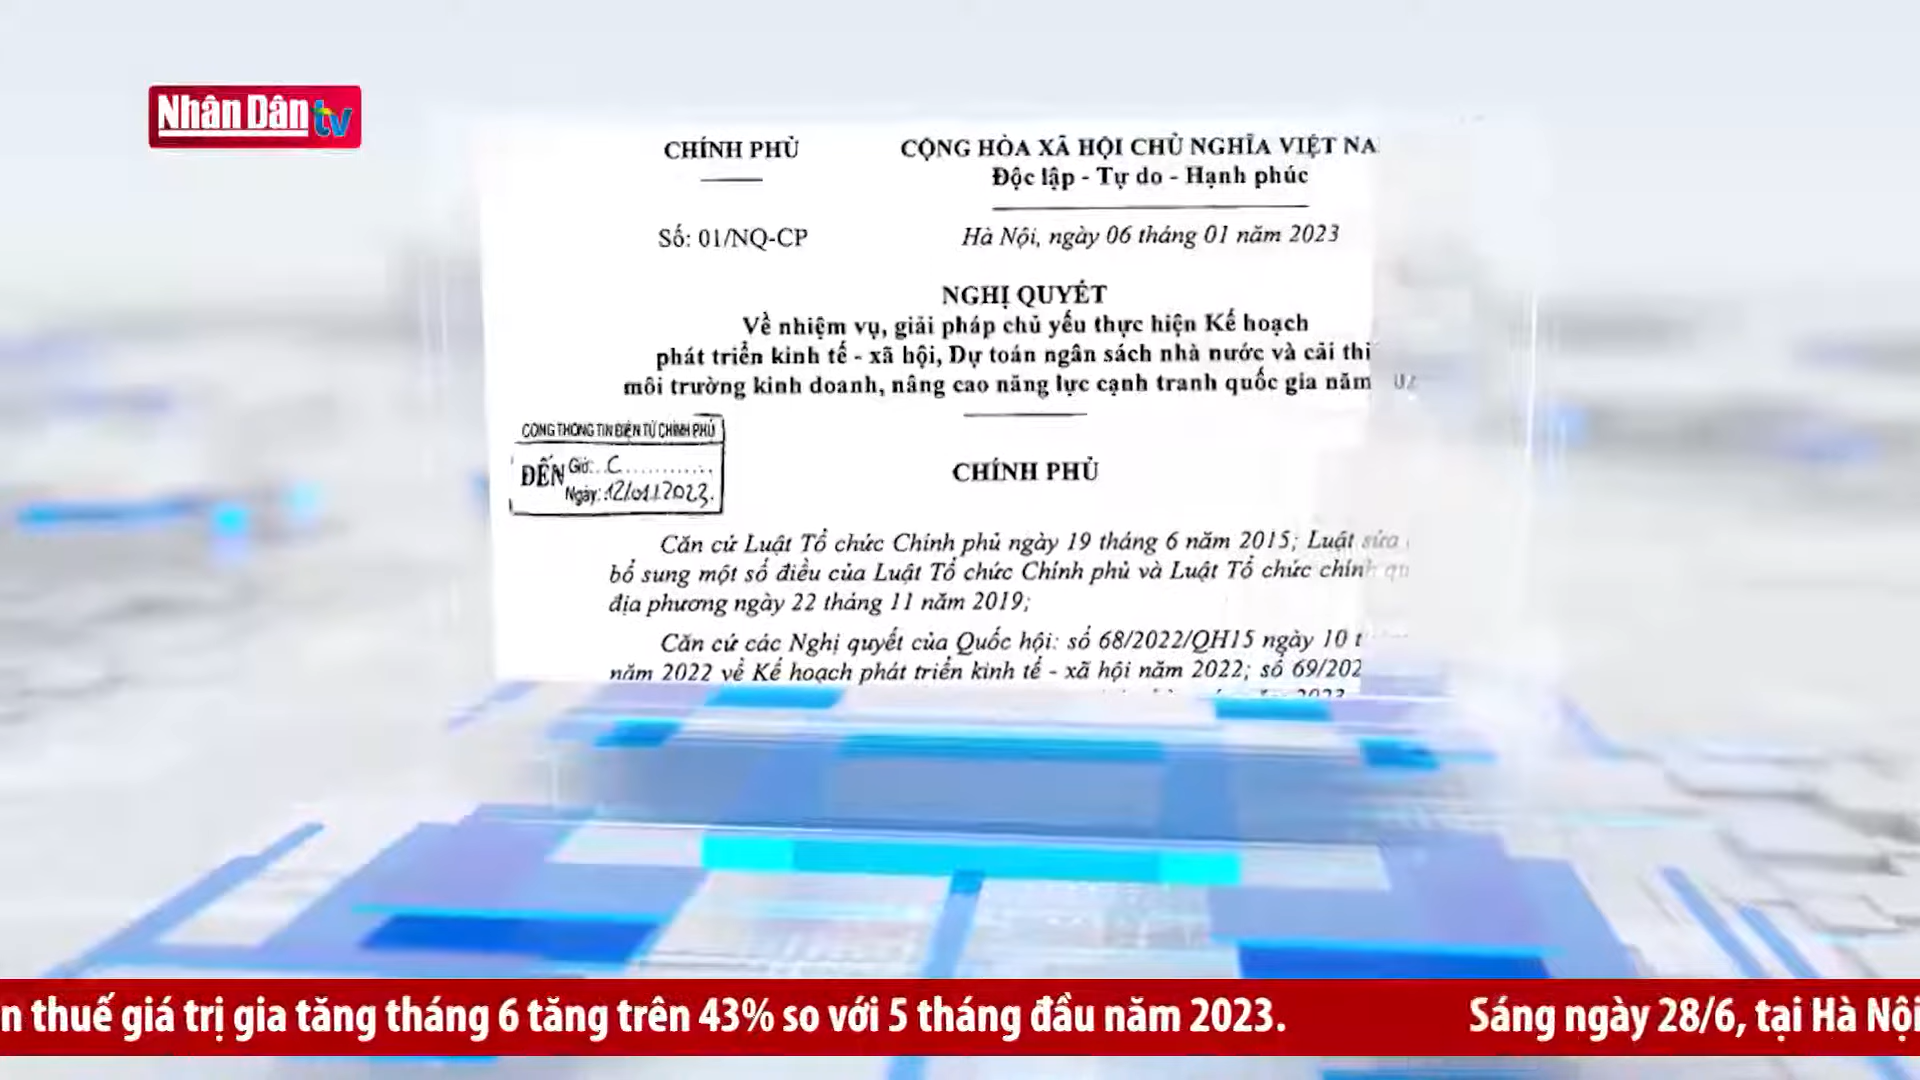 Nhân Dân tv
CHÍNH PHỦ
CỘNG HÒA XÃ HỘI CHỦ NGHĨA VIỆT NA
Độc lập - Tự do - Hạnh phúc
Số: 01/NQ-CP
Hà Nội, ngày 06 tháng 01 năm 2023
NGHỊ QUYẾT
Về nhiệm vụ, giải pháp chủ yếu thực hiện Kế hoạch
phát triển kinh tế - xã hội, Dự toán ngân sách nhà nước và cải thi
môi trường kinh doanh, nâng cao năng lực cạnh tranh quốc gia năm
CỔNG THÔNG TIN ĐIỆN TỬ CHÍNH PHỦ
ĐẾN Giờ: C
Ngày: 12/01/2023
CHÍNH PHỦ
Căn cứ Luật Tổ chức Chính phủ ngày 19 tháng 6 năm 2015; Luật sửa
bổ sung một số điều của Luật Tổ chức Chính phủ và Luật Tổ chức chính qu
địa phương ngày 22 tháng 11 năm 2019;
Căn cứ các Nghị quyết của Quốc hội: số 68/2022/QH15 ngày 10 t
năm 2022 về Kế hoạch phát triển kinh tế - xã hội năm 2022; số 69/202
n thuế giá trị gia tăng tháng 6 tăng trên 43% so với 5 tháng đầu năm 2023.
Sáng ngày 28/6, tại Hà Nội